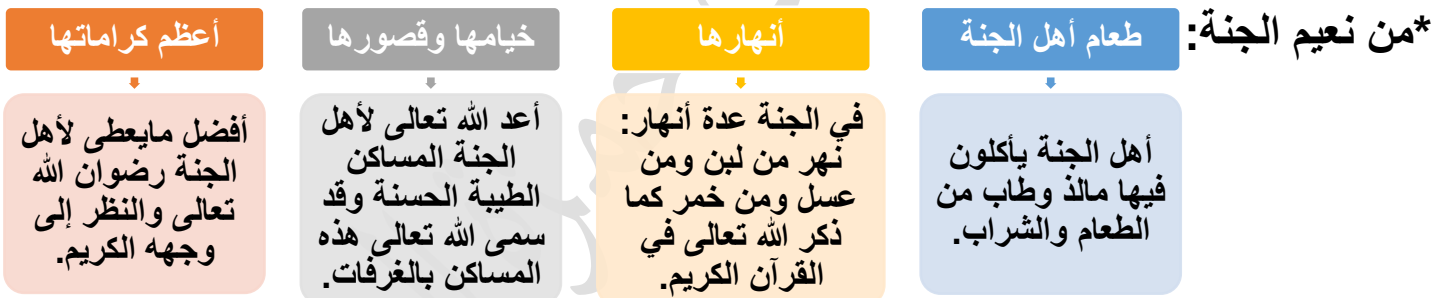 *من نعيم الجنة:
طعام أهل الجنة
أهل الجنة يأكلون
فيها مالذ وطاب من
الطعام والشراب.
أنهارها
في الجنة عدة أنهار:
نهر من لبن ومن
عسل ومن خمر كما
ذكر الله تعالى في
القرآن الكريم.
خيامها وقصورها
أعد الله تعالى لأهل
الجنة المساكن
الطيبة الحسنة وقد
سمى الله تعالى هذه
المساكن بالغرفات.
أعظم كراماتها
أفضل مايعطى لأهل
الجنة رضوان الله
تعالى والنظر إلى
وجهه الكريم.